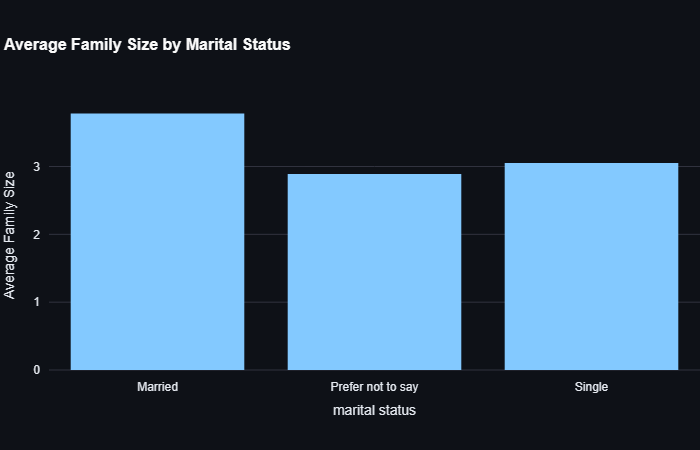 Average Family Size by Marital Status
Average Family Size
3
2
1
0
Married
Prefer not to say
Single
marital status